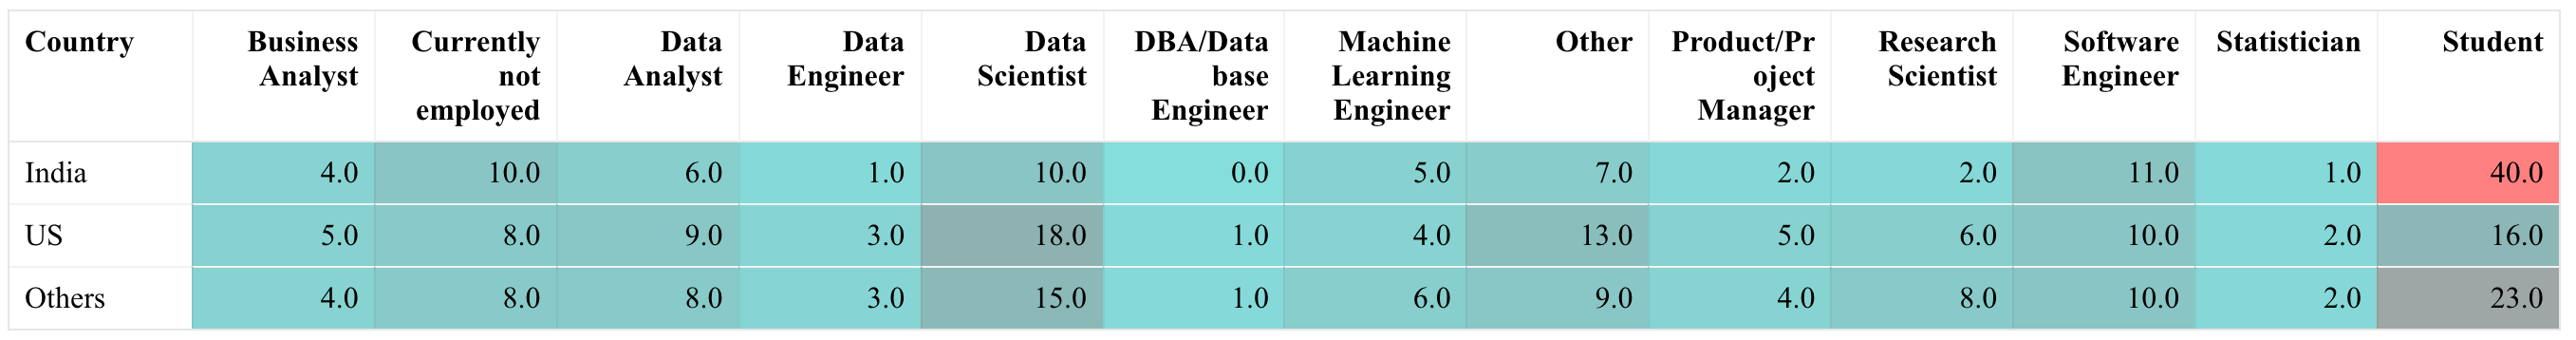 Country Business Currently Data Data Data DBA/Data Machine Other Product/Pr Research Software Statistician Student
Analyst not Analyst Engineer Scientist base Learning oject Scientist Engineer
employed Engineer Engineer Manager
India 4.0 10.0 6.0 1.0 10.0 0.0 5.0 7.0 2.0 2.0 11.0 1.0 40.0
US 5.0 8.0 9.0 3.0 18.0 1.0 4.0 13.0 5.0 6.0 10.0 2.0 16.0
Others 4.0 8.0 8.0 3.0 15.0 1.0 6.0 9.0 4.0 8.0 10.0 2.0 23.0